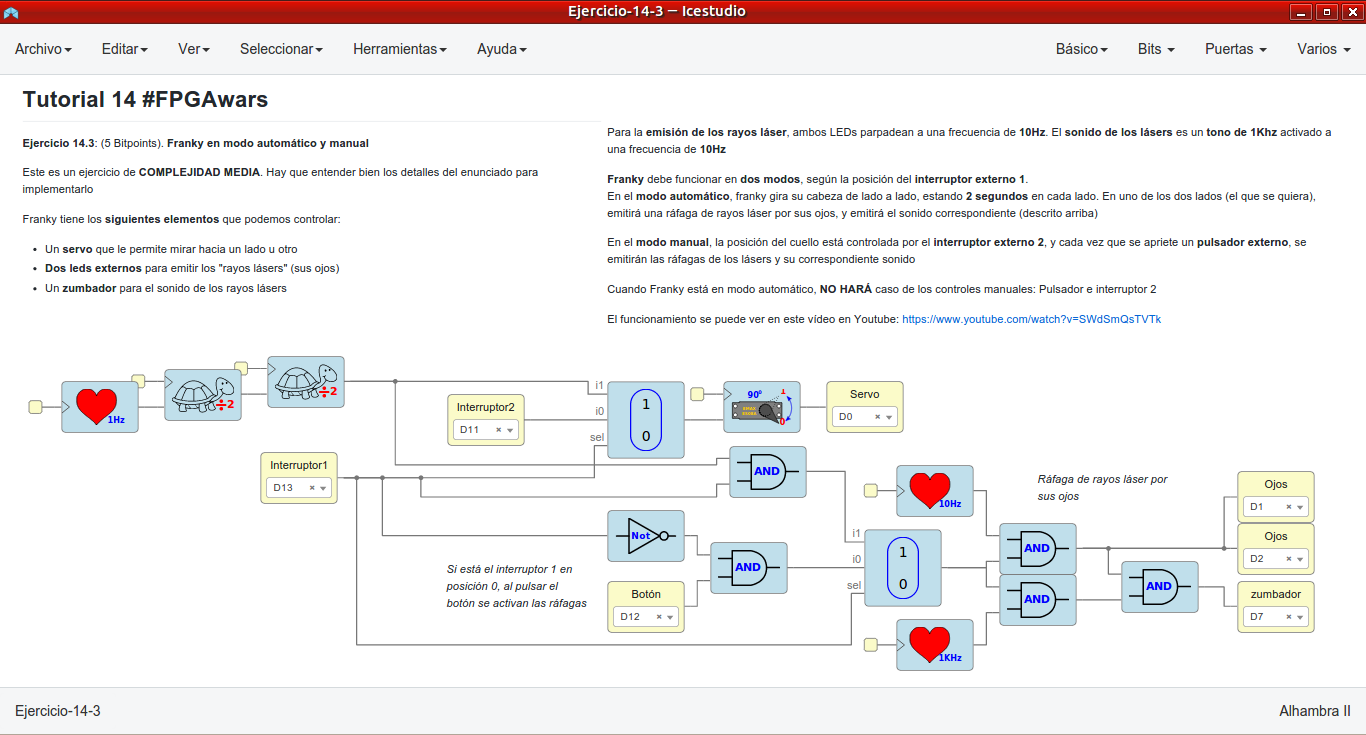 Ejercicio-14-3 — Icestudio
Archivo Editar Ver Seleccionar Herramientas Ayuda Básico Bits Puertas Varios
Tutorial 14 #FPGAwars
Ejercicio 14.3: (5 Bitpoints). Franky en modo automático y manual
Este es un ejercicio de COMPLEJIDAD MEDIA. Hay que entender bien los detalles del enunciado para
implementarlo
Franky tiene los siguientes elementos que podemos controlar:
• Un servo que le permite mirar hacia un lado u otro
• Dos leds externos para emitir los "rayos lásers" (sus ojos)
• Un zumbador para el sonido de los rayos lásers
Para la emisión de los rayos láser, ambos LEDs parpadean a una frecuencia de 10Hz. El sonido de los lásers es un tono de 1Khz activado a
una frecuencia de 10Hz
Franky debe funcionar en dos modos, según la posición del interruptor externo 1.
En el modo automático, franky gira su cabeza de lado a lado, estando 2 segundos en cada lado. En uno de los dos lados (el que se quiera),
emitirá una ráfaga de rayos láser por sus ojos, y emitirá el sonido correspondiente (descrito arriba)
En el modo manual, la posición del cuello está controlada por el interruptor externo 2, y cada vez que se apriete un pulsador externo, se
emitirán las ráfagas de los lásers y su correspondiente sonido
Cuando Franky está en modo automático, NO HARÁ caso de los controles manuales: Pulsador e interruptor 2
El funcionamiento se puede ver en este vídeo en Youtube: https://www.youtube.com/watch?v=SWdSmQsTVTk
1Hz
÷2
÷2
Interruptor2
D11
i1
i0
sel
1
0
90º
1
0
Servo
D0
Interruptor1
D13
AND
Not
Si está el interruptor 1 en
posición 0, al pulsar el
botón se activan las ráfagas
Botón
D12
AND
i1
i0
sel
1
0
10Hz
1KHz
AND
AND
AND
Ráfaga de rayos láser por
sus ojos
Ojos
D1
Ojos
D2
zumbador
D7
Ejercicio-14-3
Alhambra II